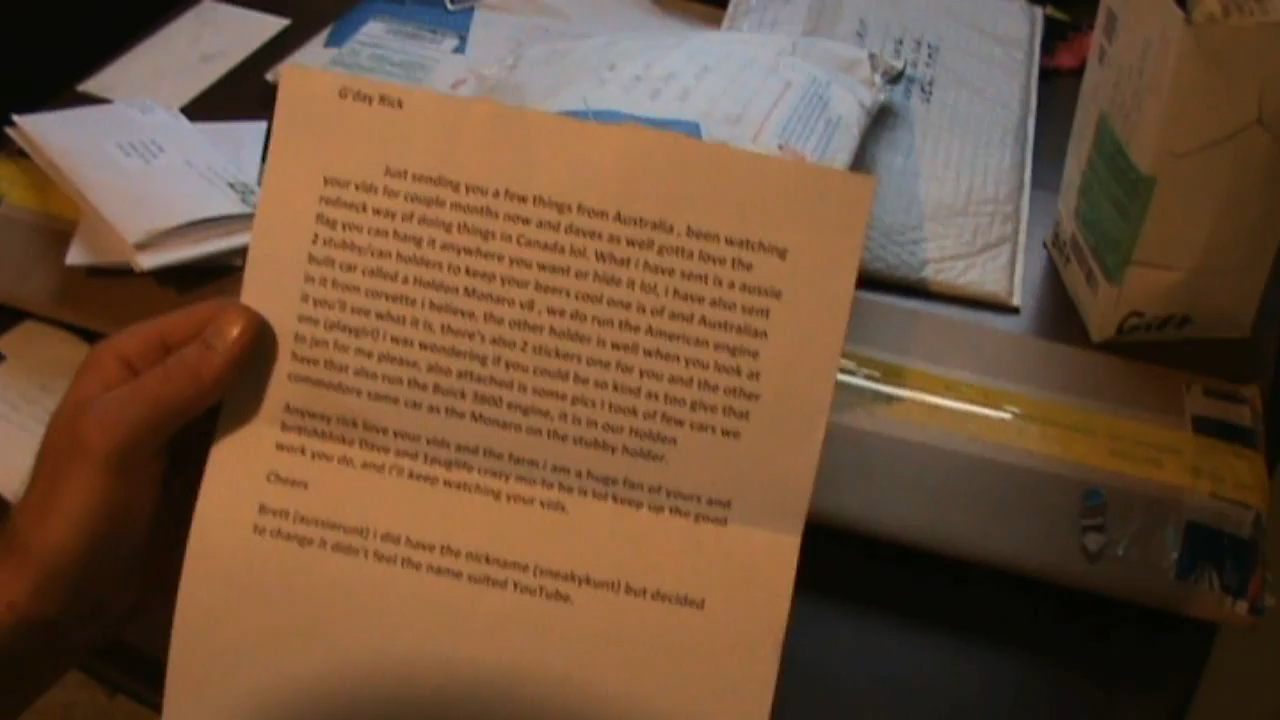 G'day Rick
Just sending you a few things from Australia , been watching
your vids for couple months now and daves as well gotta love the
redneck way of doing things in Canada lol. What i have sent is a aussie
flag you can hang it anywhere you want or hide it lol, i have also sent
2 stubby/can holders to keep your beers cool one is of and Australian
built car called a Holden Monaro v8 , we do run the American engine
in it from corvette i believe. the other holder is well when you look at
it you'll see what it is, there's also 2 stickers one for you and the other
one (playgirl) i was wondering if you could be so kind as too give that
to jen for me please, also attached is some pics i took of few cars we
have that also run the Buick 3800 engine, it is in our Holden
commodore same car as the Monaro on the stubby holder.
Anyway rick love your vids and the farm i am a huge fan of yours and
britishbloke Dave and 1puglife crazy mo-fo he is lol keep up the good
work you do, and i'll keep watching your vids.
Cheers
Brett (aussierunt) i did have the nickname (sneakykunt) but decided
to change it didn't feel the name suited YouTube.